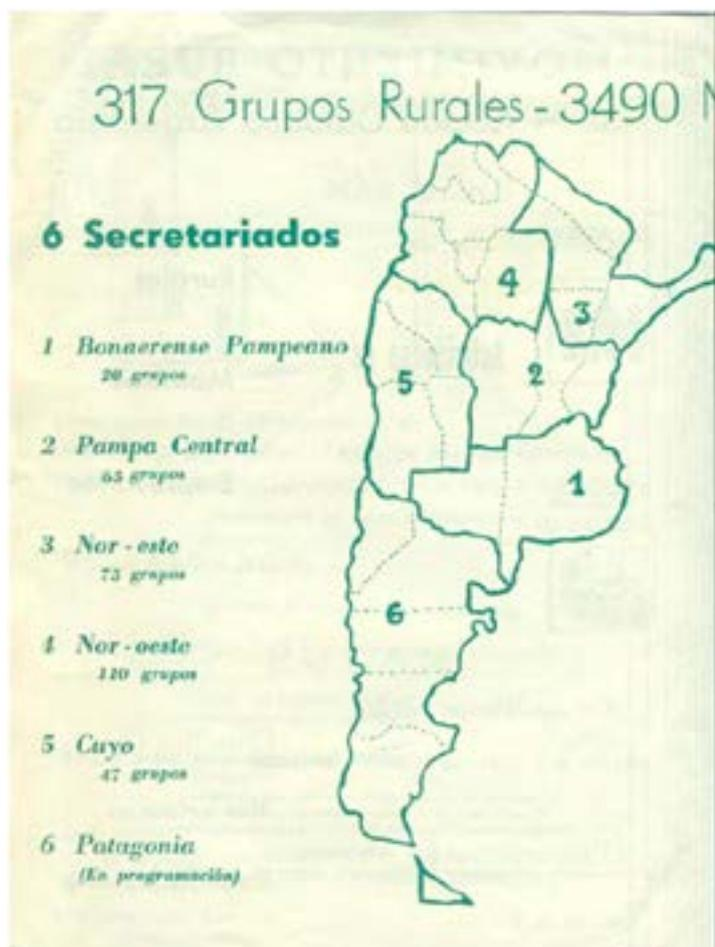 317 Grupos Rurales - 3490
6 Secretariados
1 Bonaerense Pampeano
20 grupos
2 Pampa Central
65 grupos
3 Nor - este
75 grupos
4 Nor - oeste
110 grupos
5 Cuyo
47 grupos
6 Patagonia
(En programación)
4
3
5
2
1
6